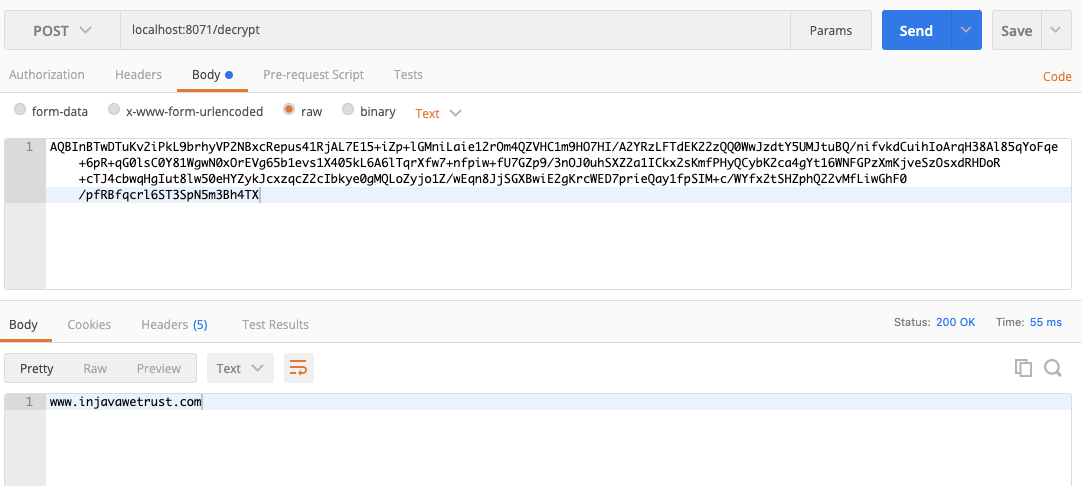 POST localhost:8071/decrypt Params Send Save
Authorization Headers Body Pre-request Script Tests Code
form-data x-www-form-urlencoded raw binary Text
1 AQBInBTwDTuKv2iPkL9brhyVP2NBxcRepus41RjAL7E15+iZp+lGMniLaie12rOm4QZVHC1m9HO7HI/A2YRzLFTdEK22zQQ0WwJzdtY5UMJtuBQ/nifvkdCuihIoArqH38Al85qYoFqe
+6pR+qG0lsC0Y81WgwN0xOrEVg65b1evs1X405kL6A6lTqrXfw7+nfpiw+fU7GZp9/3nOJ0uhSXZ2a1ICkx2sKmfPHyQCybK2ca4gYt16WNFGPzXmKjveSzOsxdRHDoR
+cTJ4cbwqHgIut8lw50eHYZykJcxzqcZ2cIbkye0gMQLoZyjo1Z/wEqn8JjSGXBwiE2gKrcWED7prieQay1fpSIM+c/WYfx2tSHZphQ22vMfLiwGhF0
/pfRBfqcrl6ST3SpN5m3Bh4TX
Body Cookies Headers (5) Test Results Status: 200 OK Time: 55 ms
Pretty Raw Preview Text
1 www.injavawetrust.com